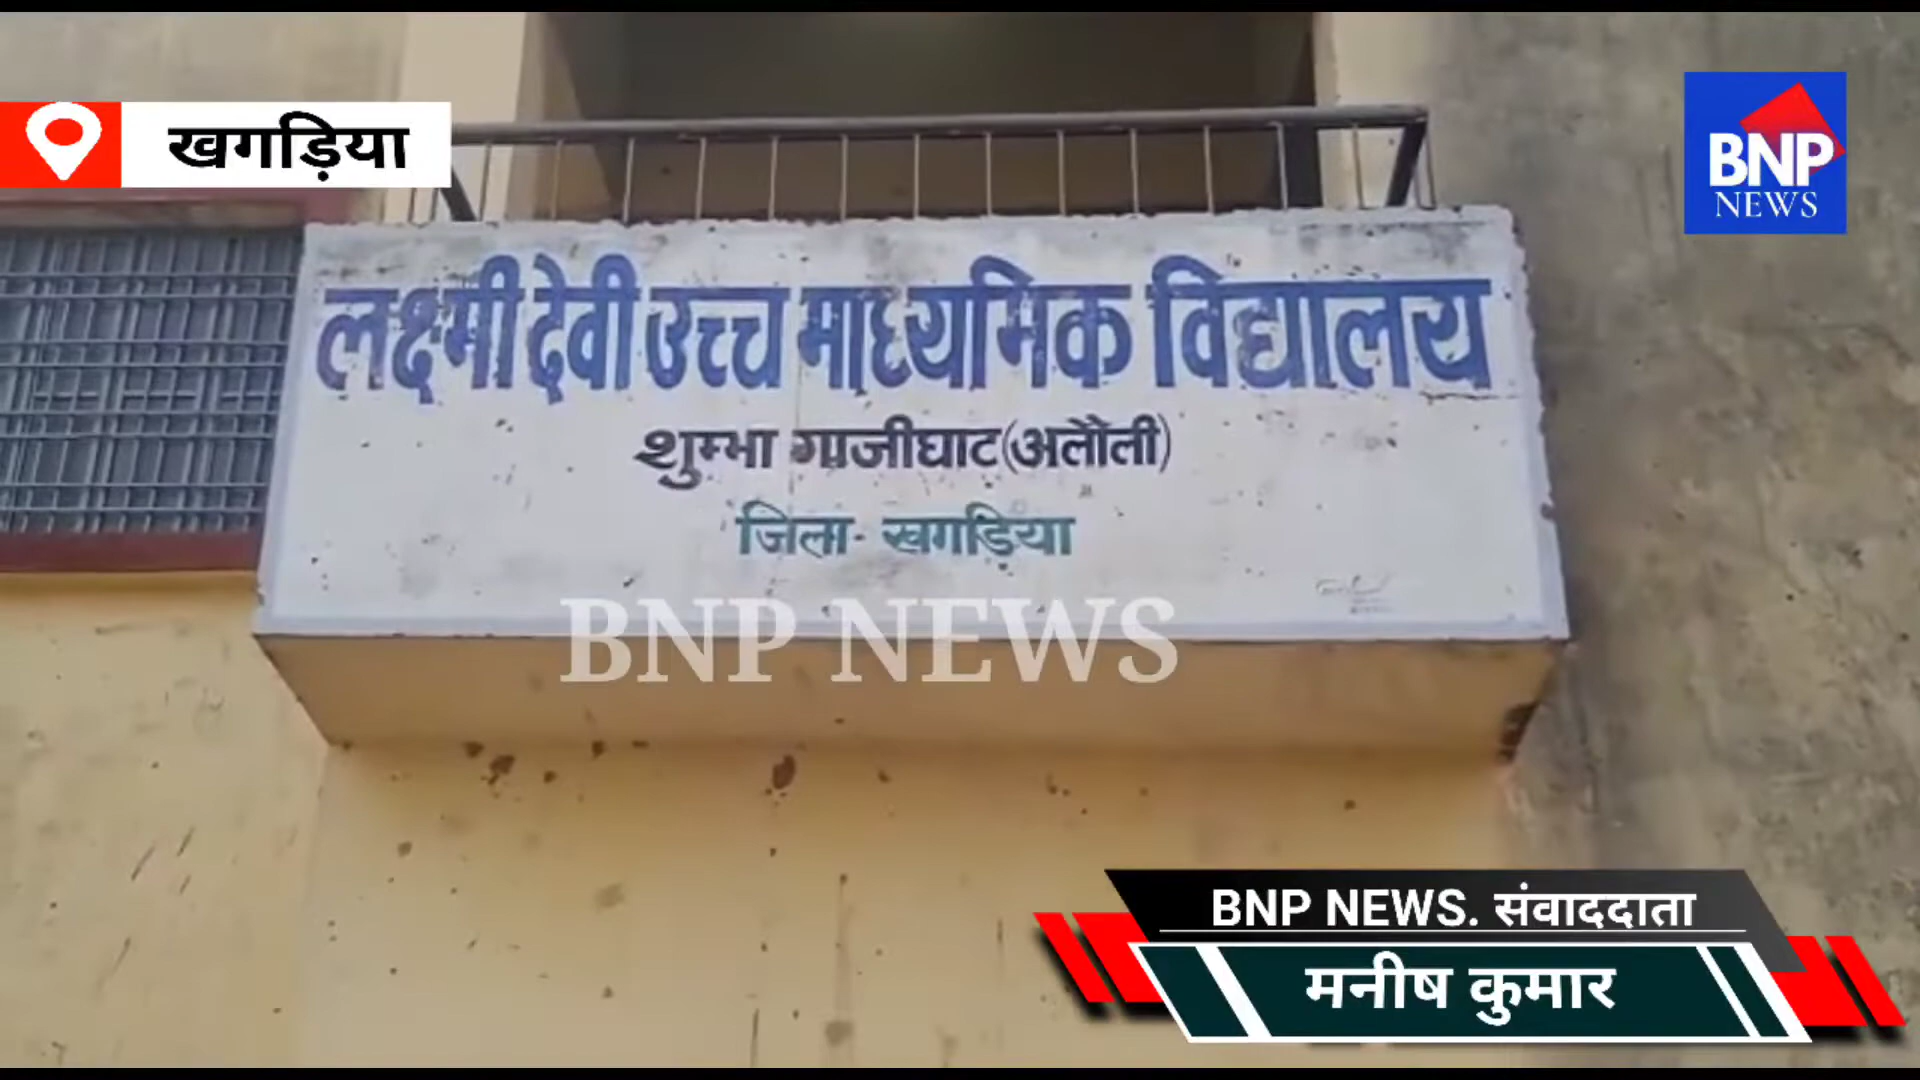 खगड़िया
BNP
NEWS
लक्ष्मी देवी उच्च माध्यमिक विद्यालय
शुम्भा गाजीघाट(अलौली)
जिला- खगड़िया
BNP NEWS
BNP NEWS. संवाददाता
मनीष कुमार